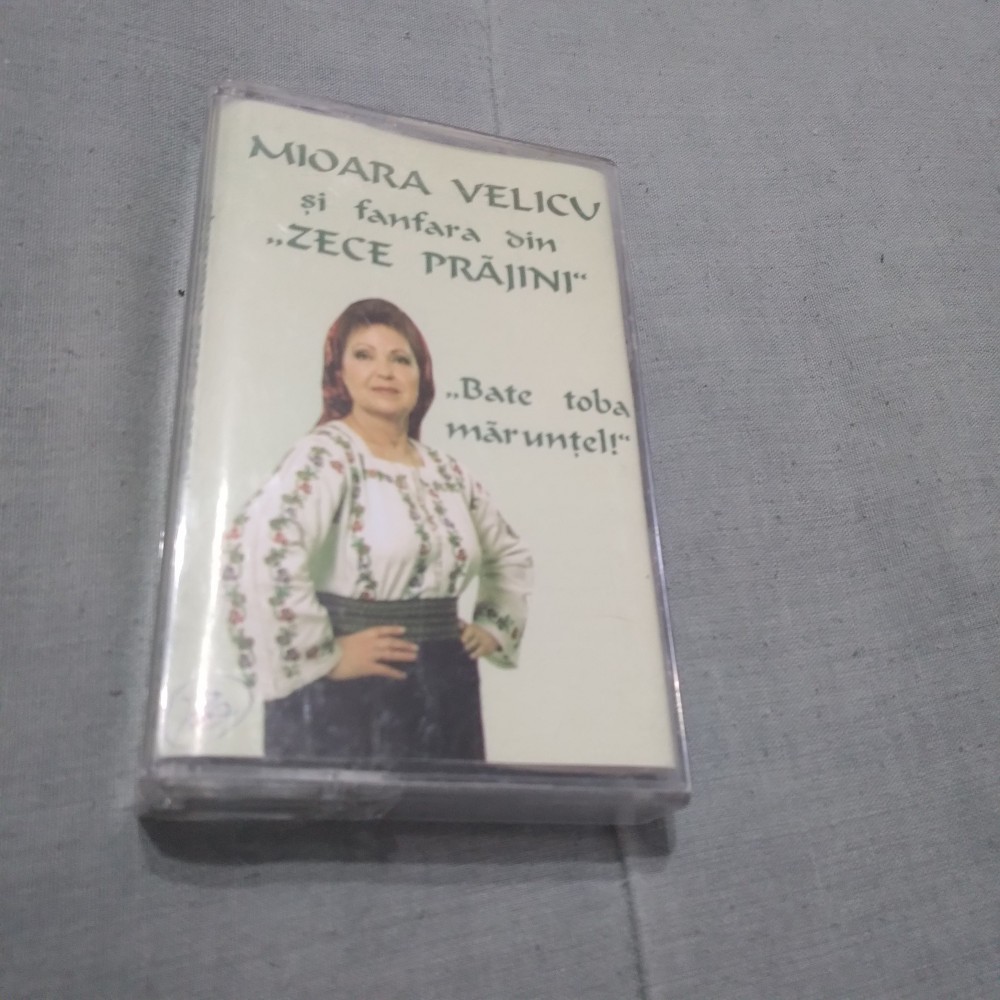 MIOARA VELICU
și fanfara din
„ZECE PRĂJINI“
„Bate toba
mărunțel!“